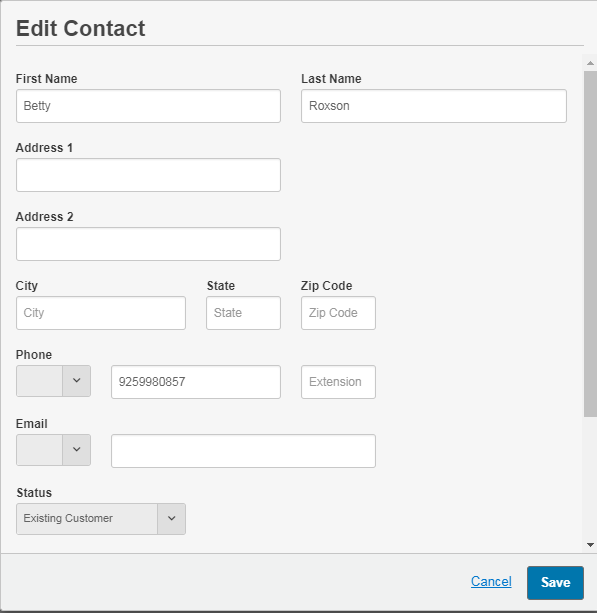 Edit Contact
First Name Last Name
Betty Roxson
Address 1
Address 2
City State Zip Code
City State Zip Code
Phone
9259980857 Extension
Email
Status
Existing Customer
Cancel Save